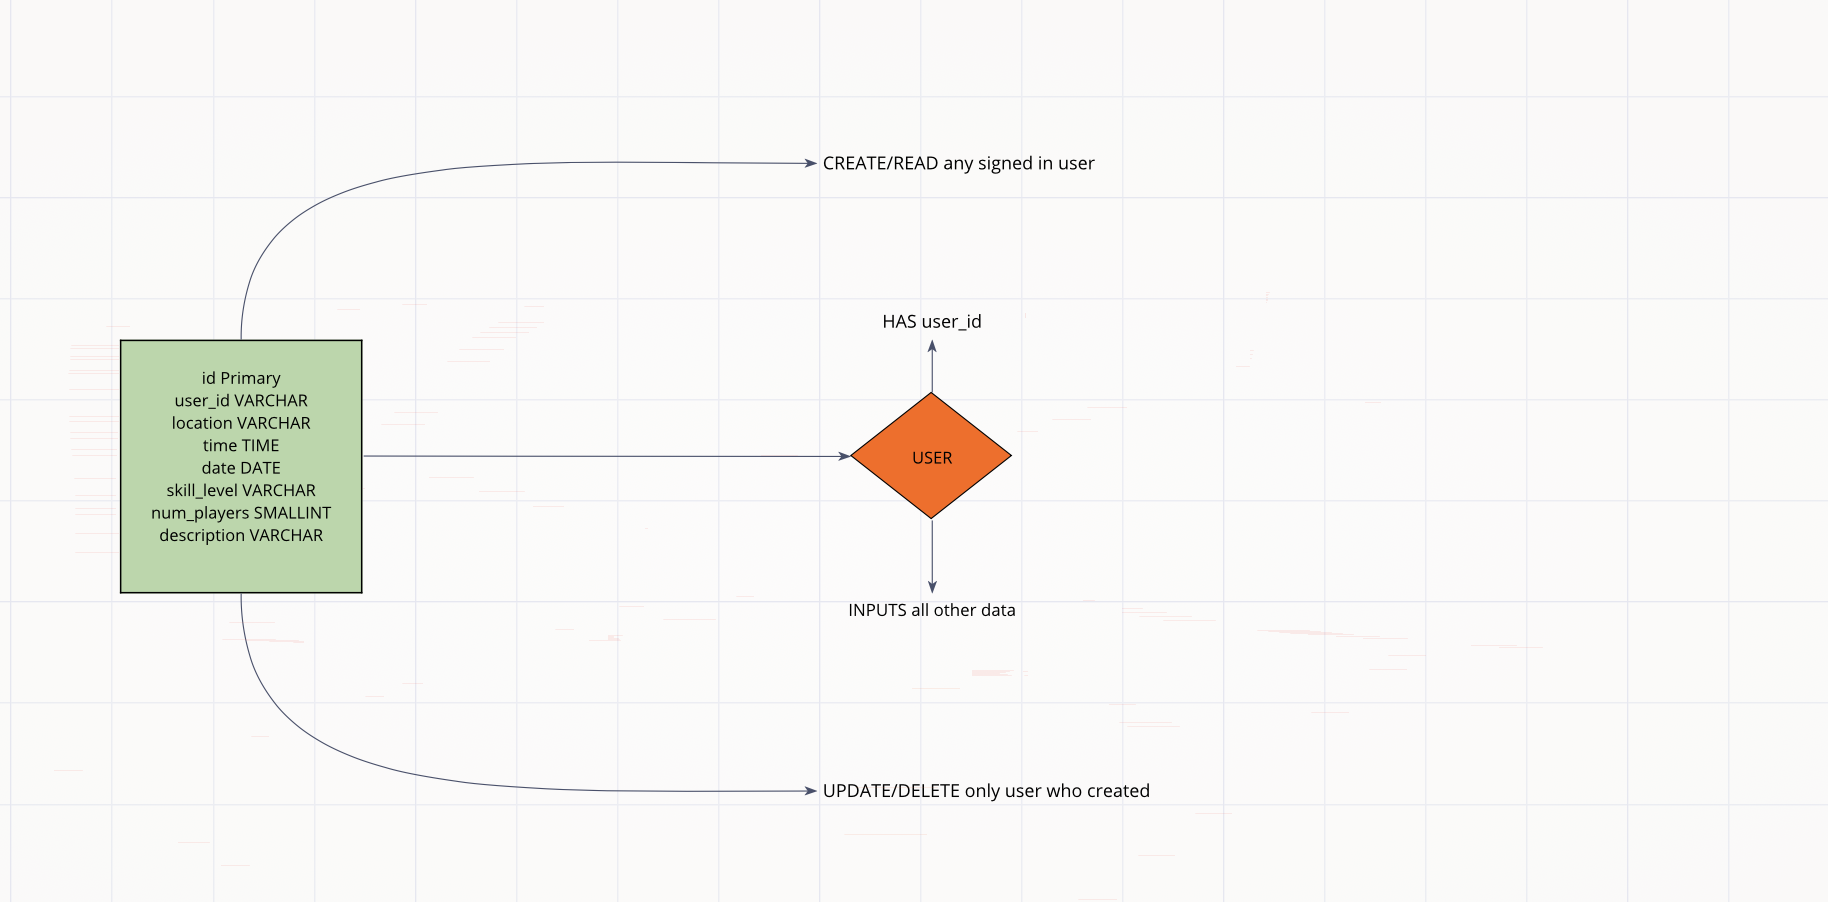 CREATE/READ any signed in user
HAS user_id
id Primary
user_id VARCHAR
location VARCHAR
time TIME
date DATE
skill_level VARCHAR
num_players SMALLINT
description VARCHAR
USER
INPUTS all other data
UPDATE/DELETE only user who created